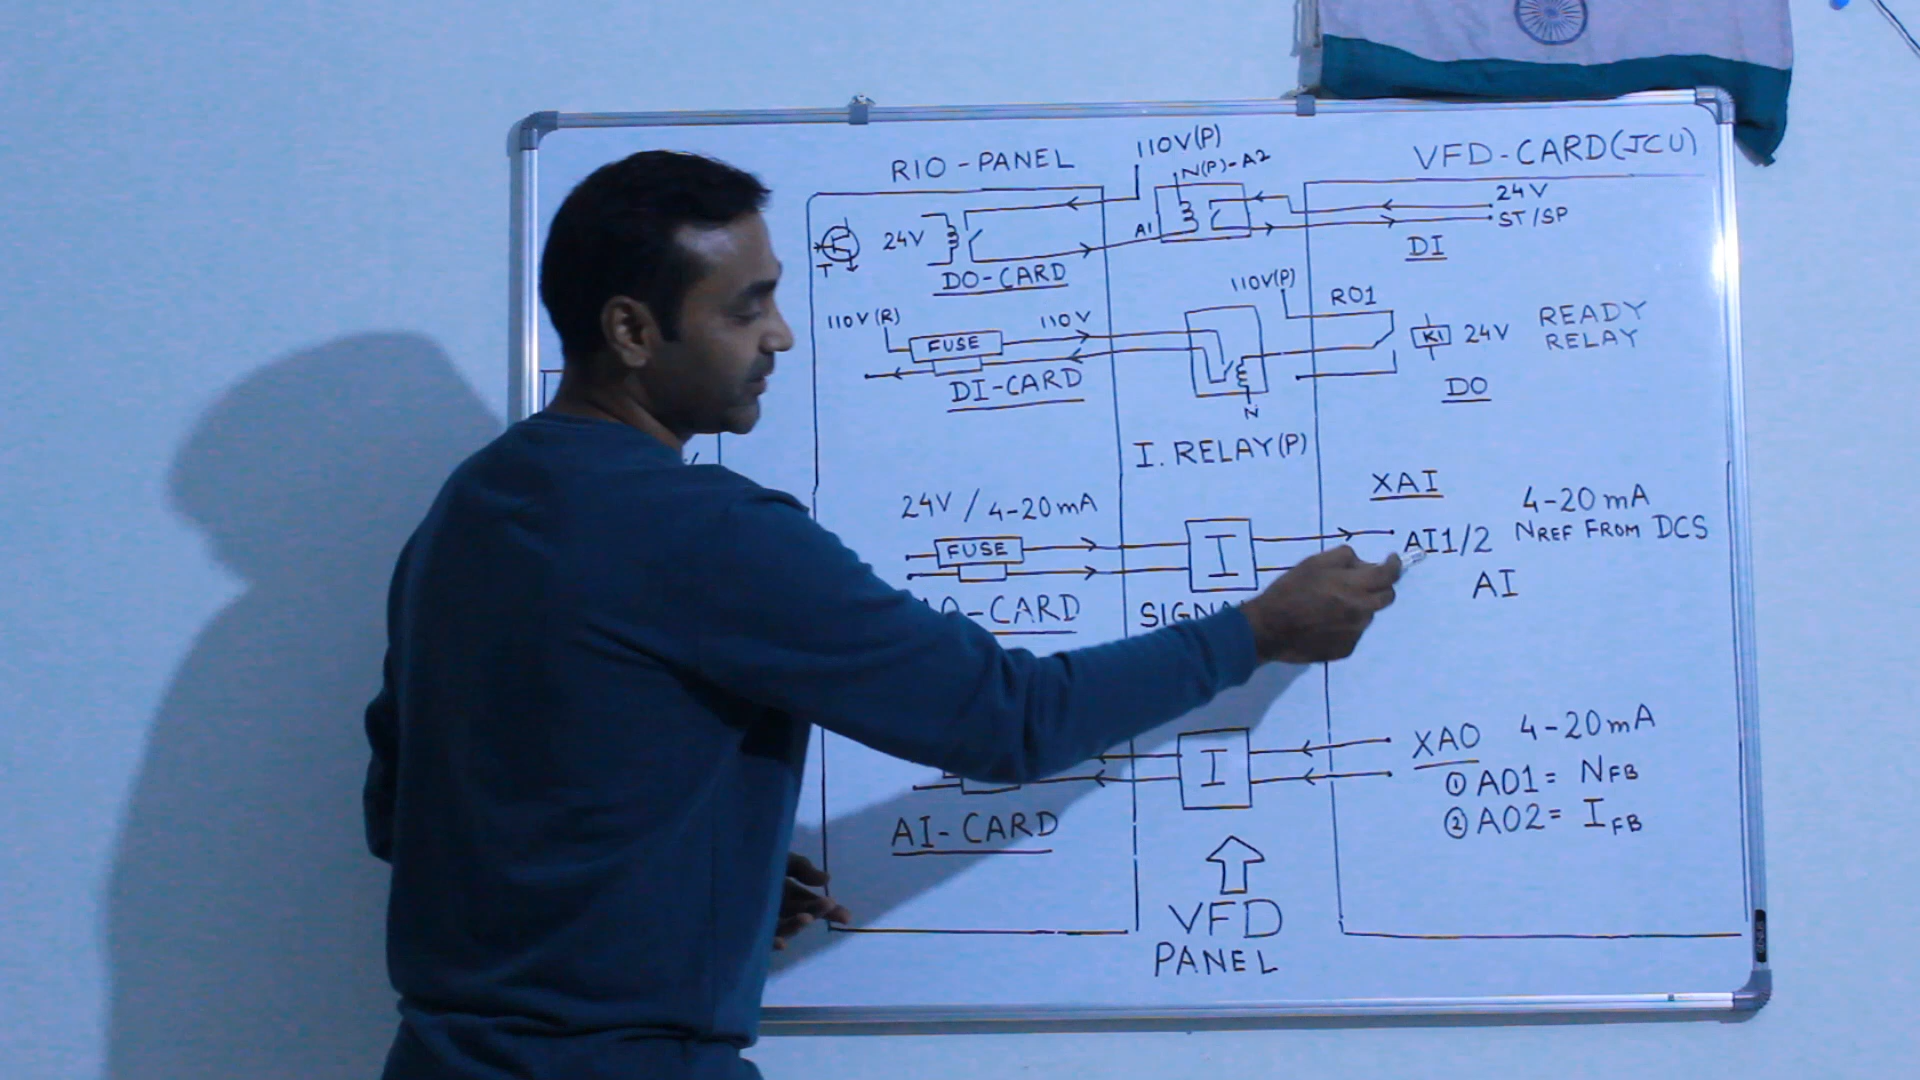 RIO-PANEL
110V(P)
N(P)-A2
VFD-CARD(JCU)
24V
T
A1
24V
ST/SP
DO-CARD
DI
110V(P)
RO1
110V(R)
110V
FUSE
K1
24V
READY
RELAY
DI-CARD
N
DO
I. RELAY(P)
XAI
24V / 4-20mA
4-20mA
FUSE
I
AI1/2
NREF FROM DCS
AI
-CARD
XAO
4-20mA
I
① AO1 = NFB
② AO2 = IFB
AI-CARD
VFD
PANEL